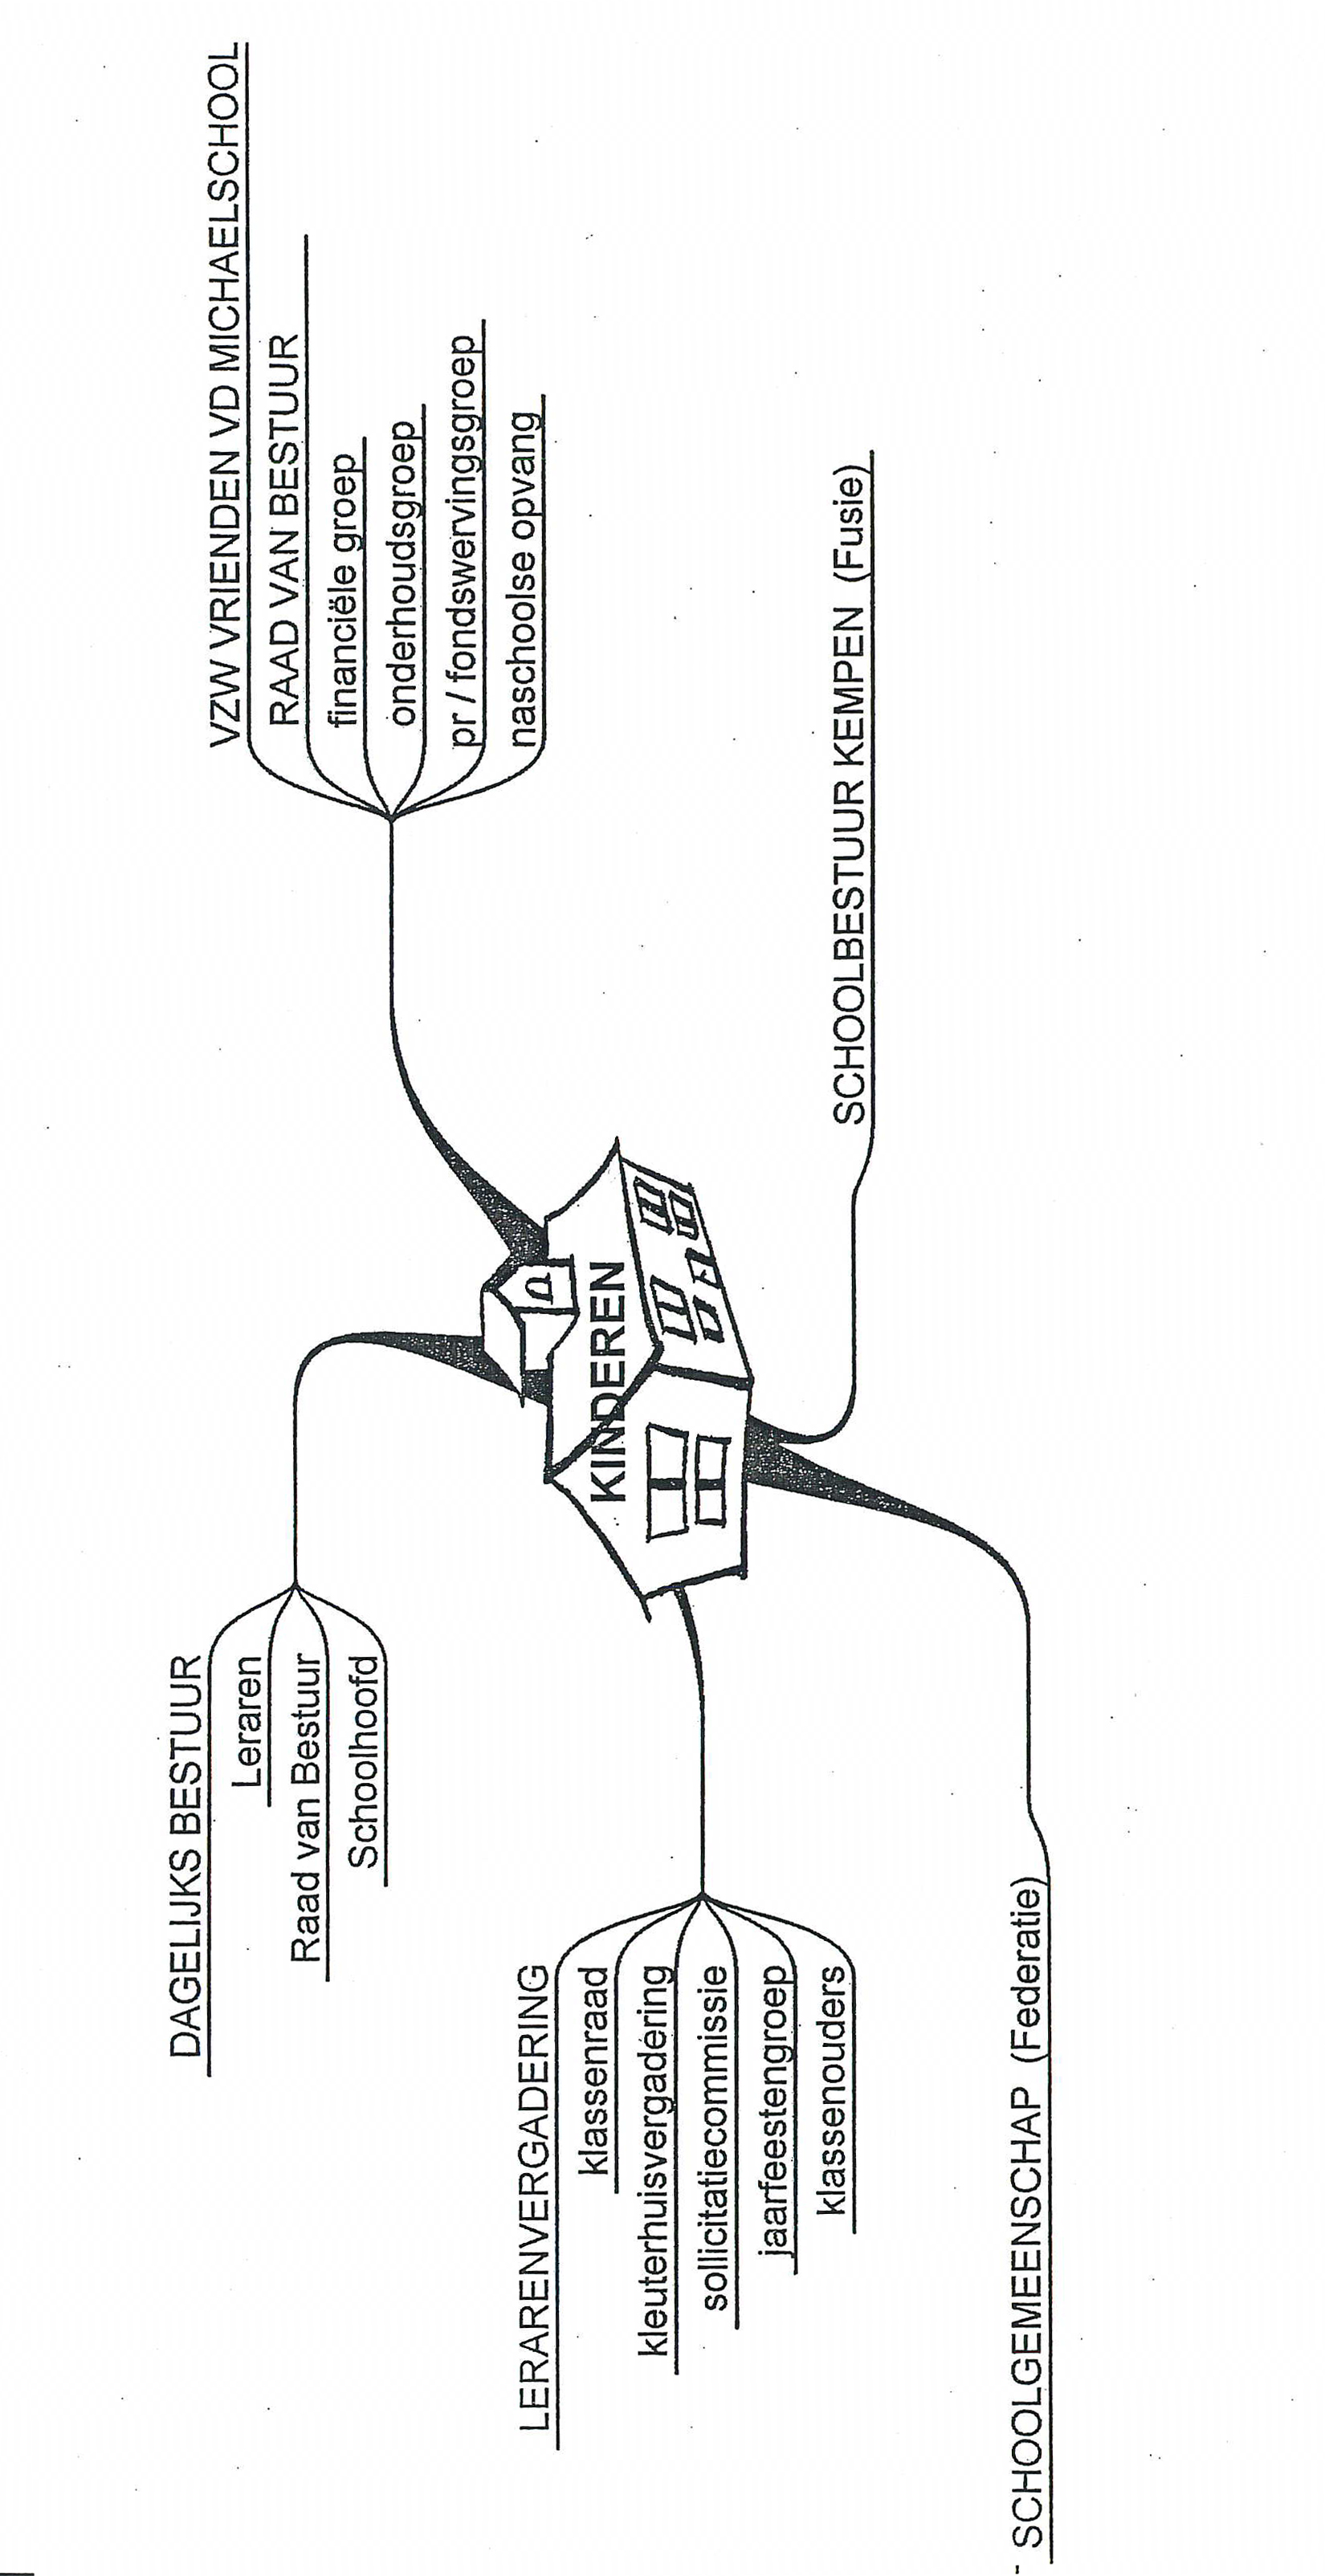 DAGELIJKS BESTUUR
Leraren
Raad van Bestuur
Schoolhoofd
VZW VRIENDEN VD MICHAELSCHOOL
RAAD VAN BESTUUR
financiële groep
onderhoudsgroep
pr / fondswervingsgroep
naschoolse opvang
KINDEREN
LERARENVERGADERING
klassenraad
kleuterhuisvergadering
sollicitatiecommissie
jaarfeestengroep
klassenouders
SCHOOLBESTUUR KEMPEN (Fusie)
SCHOOLGEMEENSCHAP (Federatie)